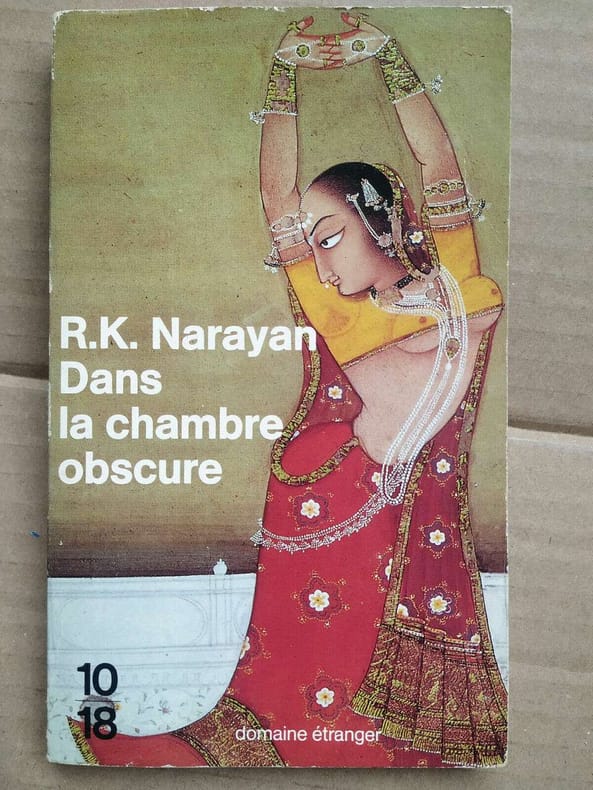 R.K. Narayan
Dans
la chambre
obscure
10
18
domaine étranger